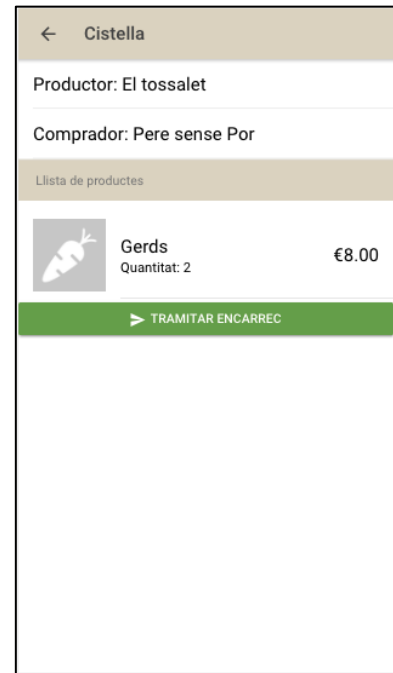 Cistella
Productor: El tossalet
Comprador: Pere sense Por
Llista de productes
Gerds
€8.00
Quantitat: 2
TRAMITAR ENCARREC